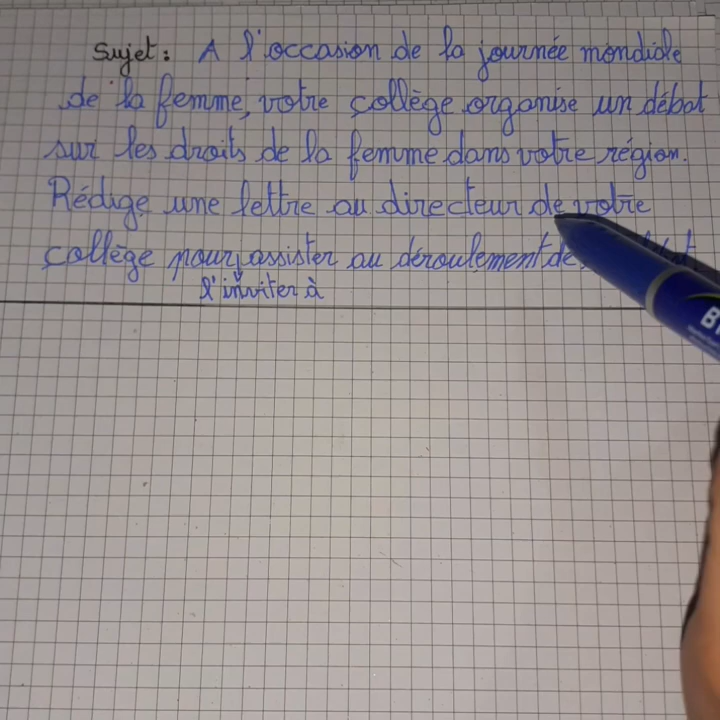 Sujet : A l'occasion de la journée mondiale
de la femme, votre collège organise un débat
sur les droits de la femme dans votre région.
Rédige une lettre au directeur de votre
collège pour assister au déroulement de
l'inviter à
B